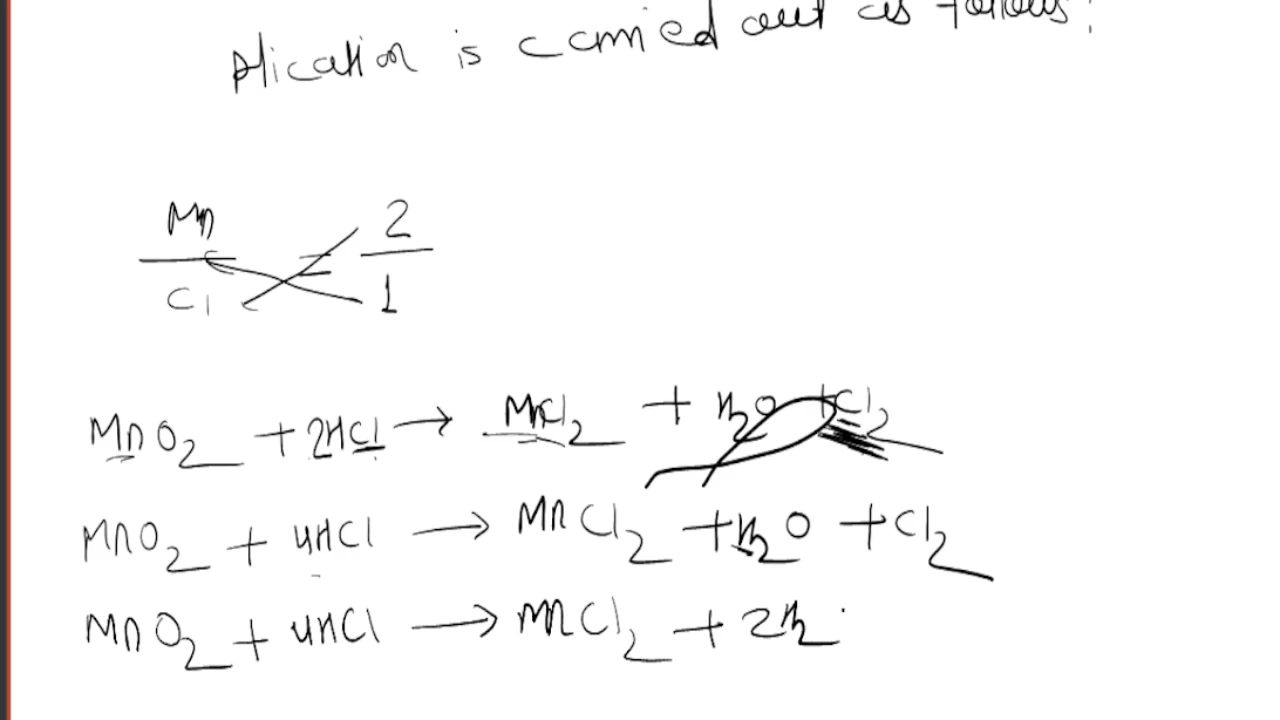 plication is carried out as follows:
Mn 2
=
Cl 1
MnO2 + 2HCl → MnCl2 + H2O + Cl2
MnO2 + 4HCl → MnCl2 + H2O + Cl2
MnO2 + 4HCl → MnCl2 + 2H2